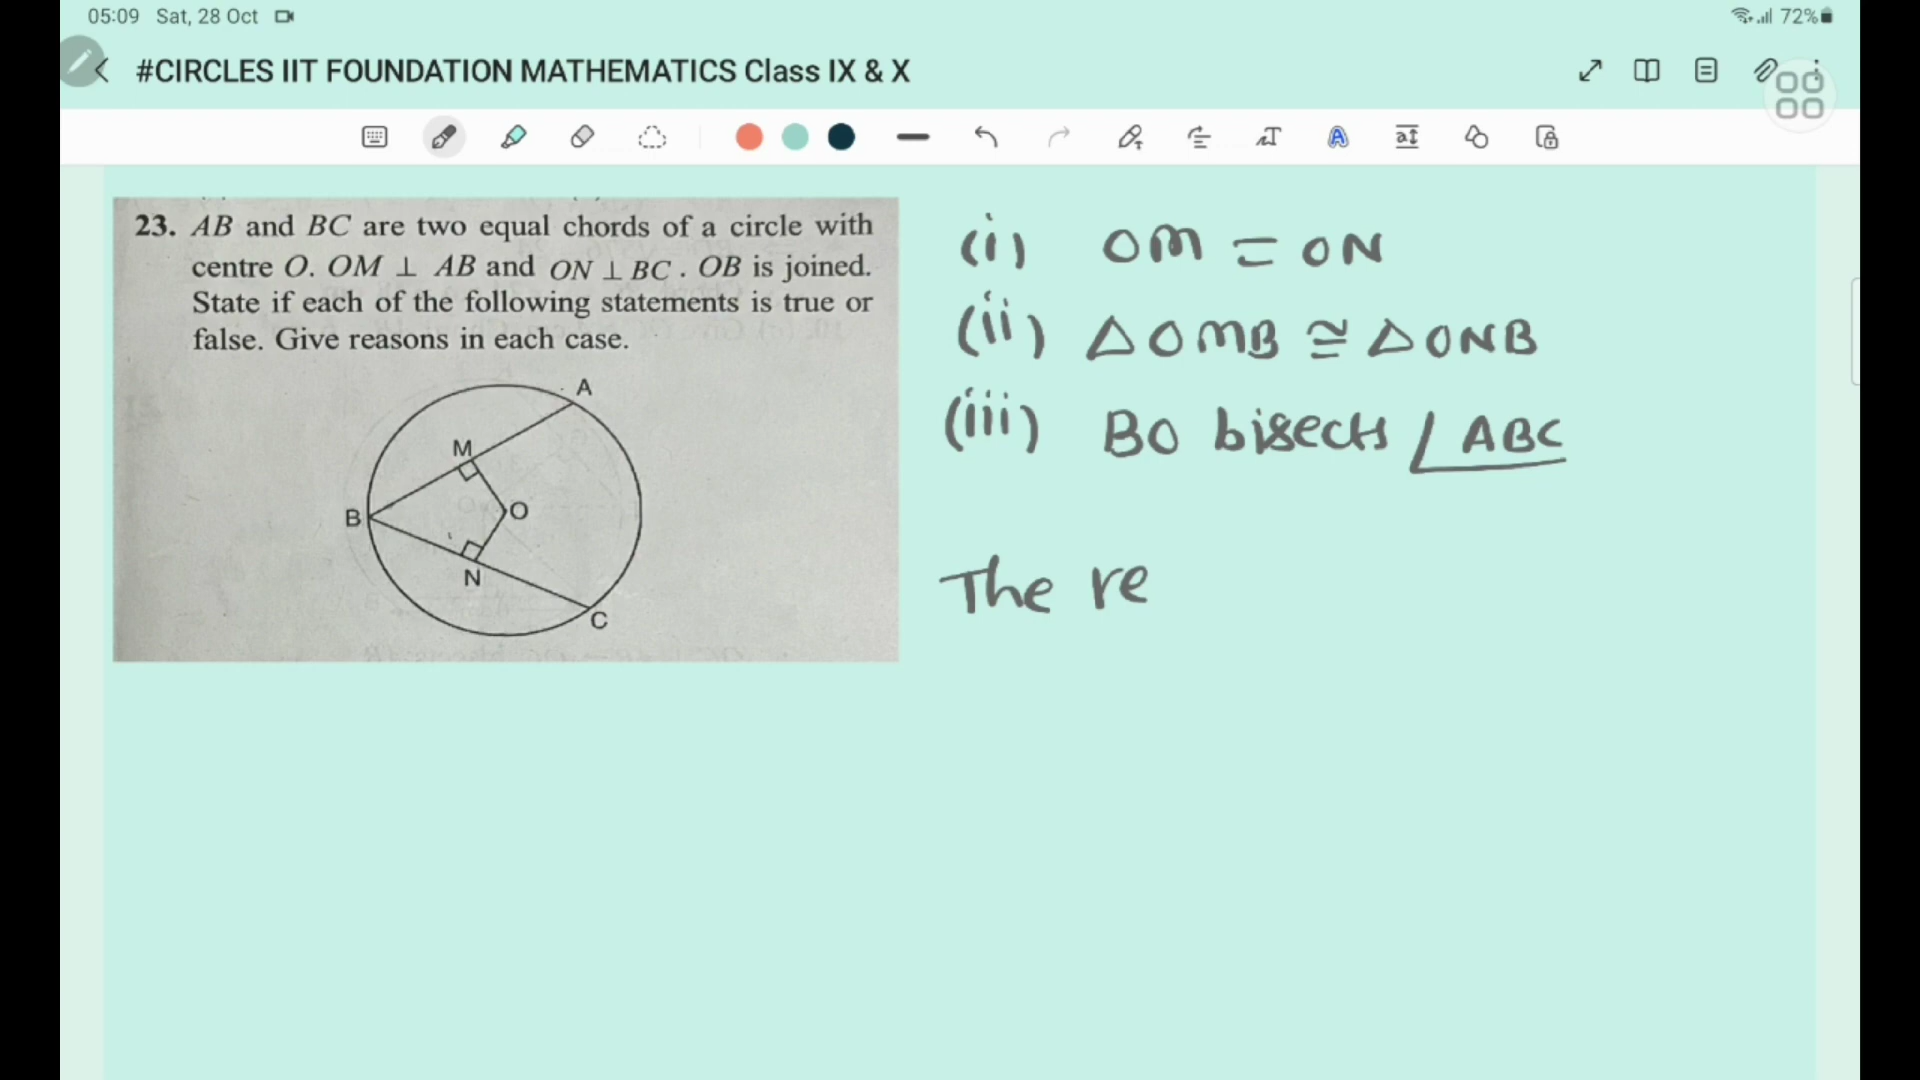 05:09 Sat, 28 Oct
72%
#CIRCLES IIT FOUNDATION MATHEMATICS Class IX & X
23. AB and BC are two equal chords of a circle with
centre O. OM ⊥ AB and ON ⊥ BC. OB is joined.
State if each of the following statements is true or
false. Give reasons in each case.
A
M
B
O
N
C
(i) OM = ON
(ii) △OMB ≅ △ONB
(iii) BO bisects ∠ABC
The re